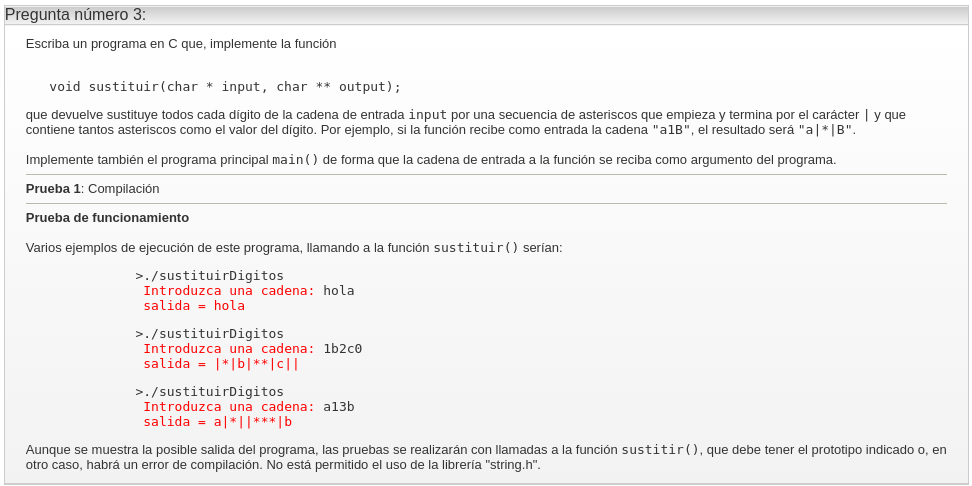 Pregunta número 3:
Escriba un programa en C que, implemente la función
void sustituir(char * input, char ** output);
que devuelve sustituye todos cada dígito de la cadena de entrada input por una secuencia de asteriscos que empieza y termina por el carácter | y que
contiene tantos asteriscos como el valor del dígito. Por ejemplo, si la función recibe como entrada la cadena "a1B", el resultado será "a|*|B".
Implemente también el programa principal main() de forma que la cadena de entrada a la función se reciba como argumento del programa.
Prueba 1: Compilación
Prueba de funcionamiento
Varios ejemplos de ejecución de este programa, llamando a la función sustituir() serían:
>./sustituirDigitos
Introduzca una cadena: hola
salida = hola
>./sustituirDigitos
Introduzca una cadena: 1b2c0
salida = |*|b|**|c||
>./sustituirDigitos
Introduzca una cadena: a13b
salida = a|*||***|b
Aunque se muestra la posible salida del programa, las pruebas se realizarán con llamadas a la función sustitir(), que debe tener el prototipo indicado o, en
otro caso, habrá un error de compilación. No está permitido el uso de la librería "string.h".